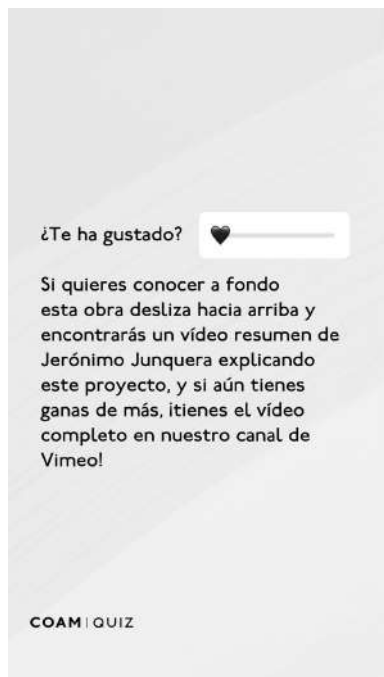 ¿Te ha gustado?
Si quieres conocer a fondo
esta obra desliza hacia arriba y
encontrarás un vídeo resumen de
Jerónimo Junquera explicando
este proyecto, y si aún tienes
ganas de más, ¡tienes el vídeo
completo en nuestro canal de
Vimeo!
COAM | QUIZ